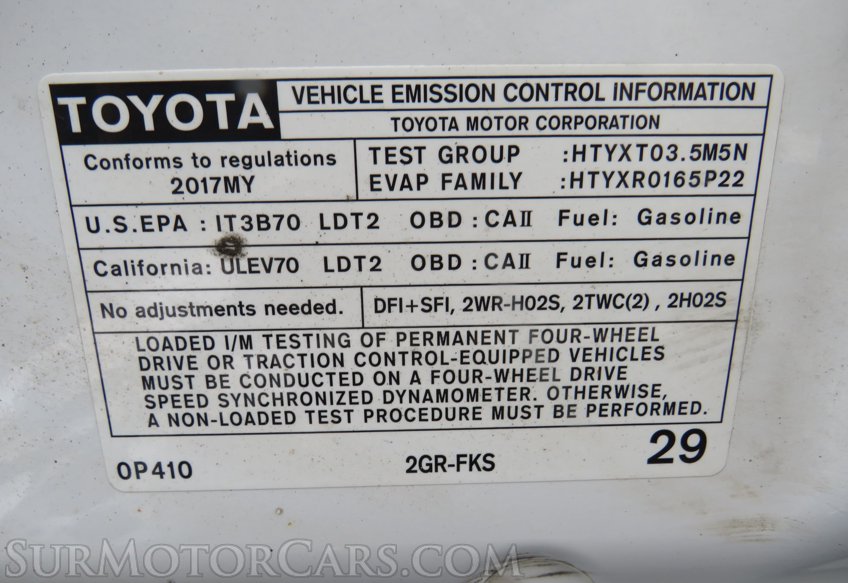 TOYOTA
VEHICLE EMISSION CONTROL INFORMATION
TOYOTA MOTOR CORPORATION
Conforms to regulations
2017MY
TEST GROUP :HTYXT03.5M5N
EVAP FAMILY :HTYXR0165P22
U.S.EPA : IT3B70 LDT2 OBD : CAⅡ Fuel: Gasoline
California: ULEV70 LDT2 OBD : CAⅡ Fuel: Gasoline
No adjustments needed.
DFI+SFI, 2WR-HO2S, 2TWC(2) , 2HO2S
LOADED I/M TESTING OF PERMANENT FOUR-WHEEL
DRIVE OR TRACTION CONTROL-EQUIPPED VEHICLES
MUST BE CONDUCTED ON A FOUR-WHEEL DRIVE
SPEED SYNCHRONIZED DYNAMOMETER. OTHERWISE,
A NON-LOADED TEST PROCEDURE MUST BE PERFORMED.
0P410 2GR-FKS 29
SurMotorCars.com